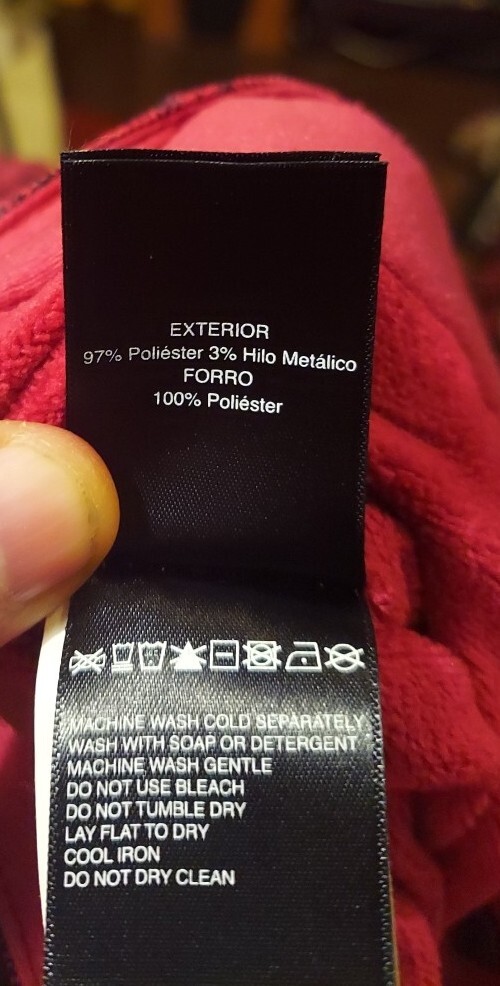 EXTERIOR
97% Poliéster 3% Hilo Metálico
FORRO
100% Poliéster
MACHINE WASH COLD SEPARATELY
WASH WITH SOAP OR DETERGENT
MACHINE WASH GENTLE
DO NOT USE BLEACH
DO NOT TUMBLE DRY
LAY FLAT TO DRY
COOL IRON
DO NOT DRY CLEAN